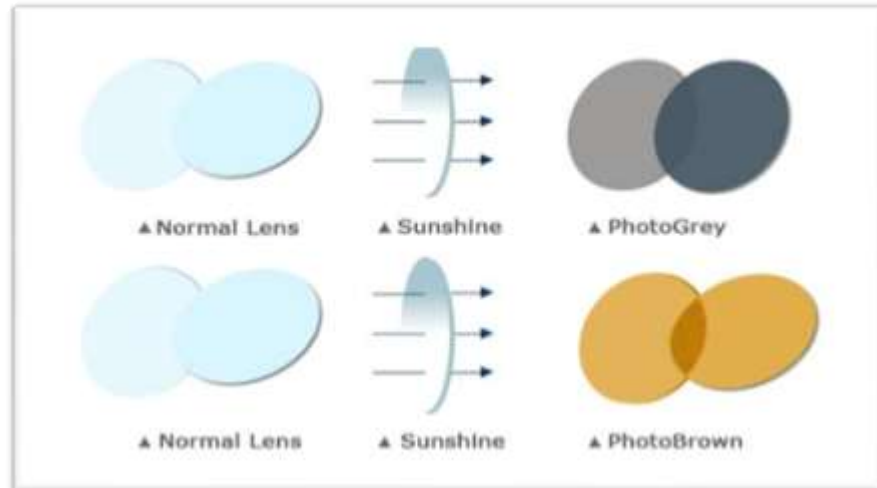 ▲ Normal Lens ▲ Sunshine ▲ PhotoGrey
▲ Normal Lens ▲ Sunshine ▲ PhotoBrown